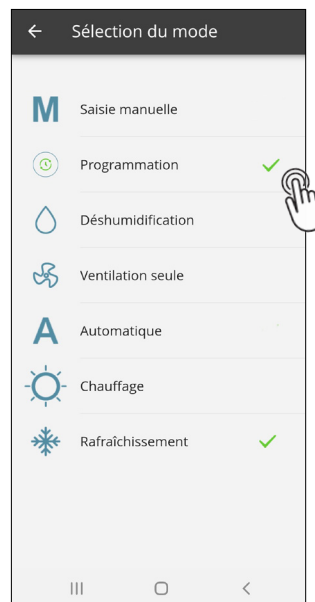 Sélection du mode
M Saisie manuelle
Programmation
Déshumidification
Ventilation seule
A Automatique
Chauffage
Rafraîchissement